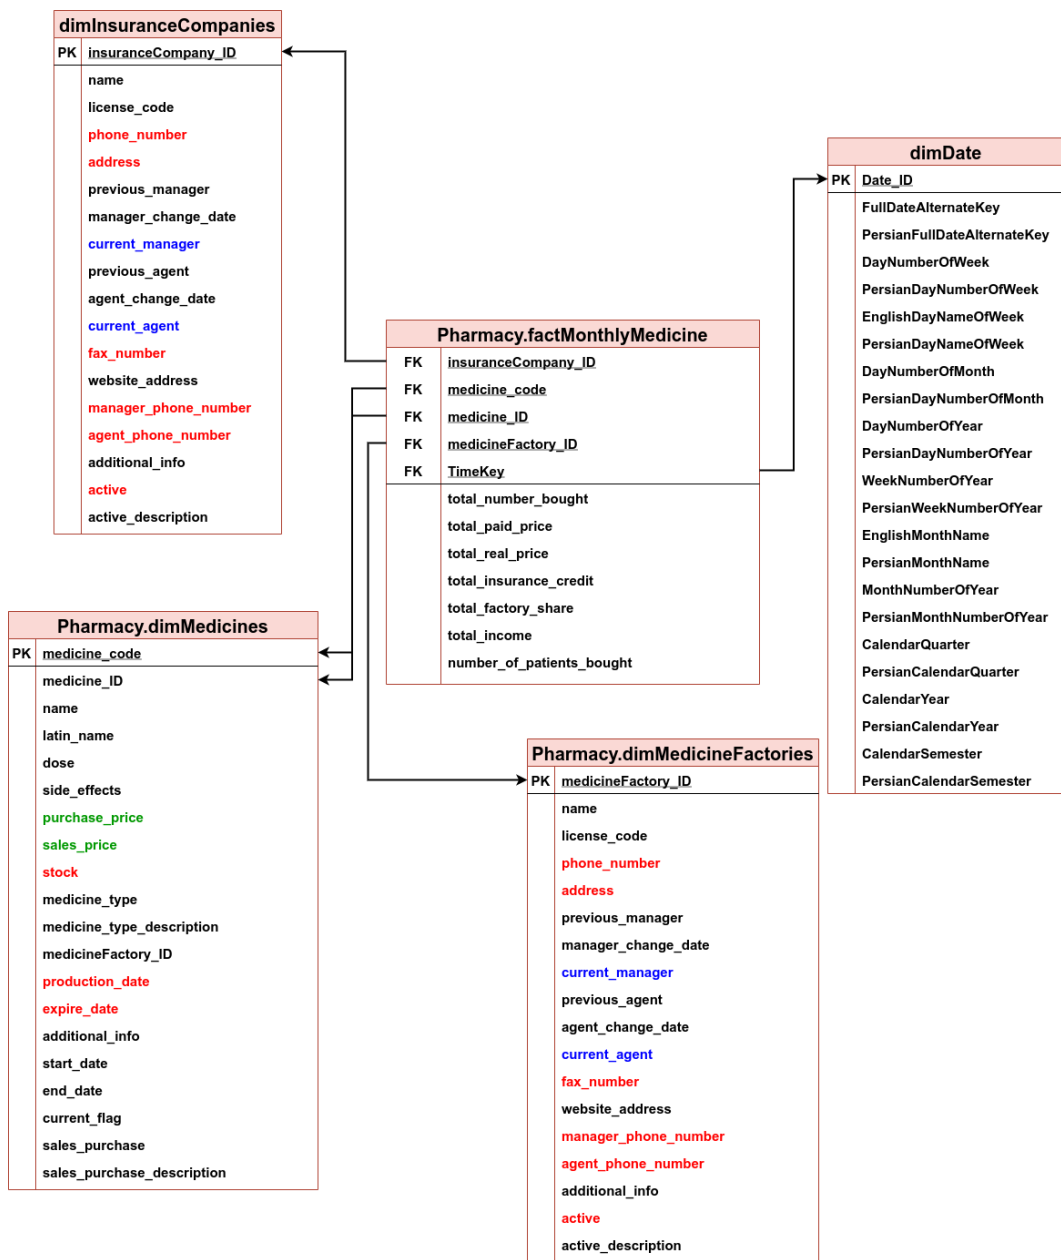 dimInsuranceCompanies
PK insuranceCompany_ID
name
license_code
phone_number
address
previous_manager
manager_change_date
current_manager
previous_agent
agent_change_date
current_agent
fax_number
website_address
manager_phone_number
agent_phone_number
additional_info
active
active_description
dimDate
PK Date_ID
FullDateAlternateKey
PersianFullDateAlternateKey
DayNumberOfWeek
PersianDayNumberOfWeek
EnglishDayNameOfWeek
PersianDayNameOfWeek
DayNumberOfMonth
PersianDayNumberOfMonth
DayNumberOfYear
PersianDayNumberOfYear
WeekNumberOfYear
PersianWeekNumberOfYear
EnglishMonthName
PersianMonthName
MonthNumberOfYear
PersianMonthNumberOfYear
CalendarQuarter
PersianCalendarQuarter
CalendarYear
PersianCalendarYear
CalendarSemester
PersianCalendarSemester
Pharmacy.factMonthlyMedicine
FK insuranceCompany_ID
FK medicine_code
FK medicine_ID
FK medicineFactory_ID
FK TimeKey
total_number_bought
total_paid_price
total_real_price
total_insurance_credit
total_factory_share
total_income
number_of_patients_bought
Pharmacy.dimMedicines
PK medicine_code
medicine_ID
name
latin_name
dose
side_effects
purchase_price
sales_price
stock
medicine_type
medicine_type_description
medicineFactory_ID
production_date
expire_date
additional_info
start_date
end_date
current_flag
sales_purchase
sales_purchase_description
Pharmacy.dimMedicineFactories
PK medicineFactory_ID
name
license_code
phone_number
address
previous_manager
manager_change_date
current_manager
previous_agent
agent_change_date
current_agent
fax_number
website_address
manager_phone_number
agent_phone_number
additional_info
active
active_description